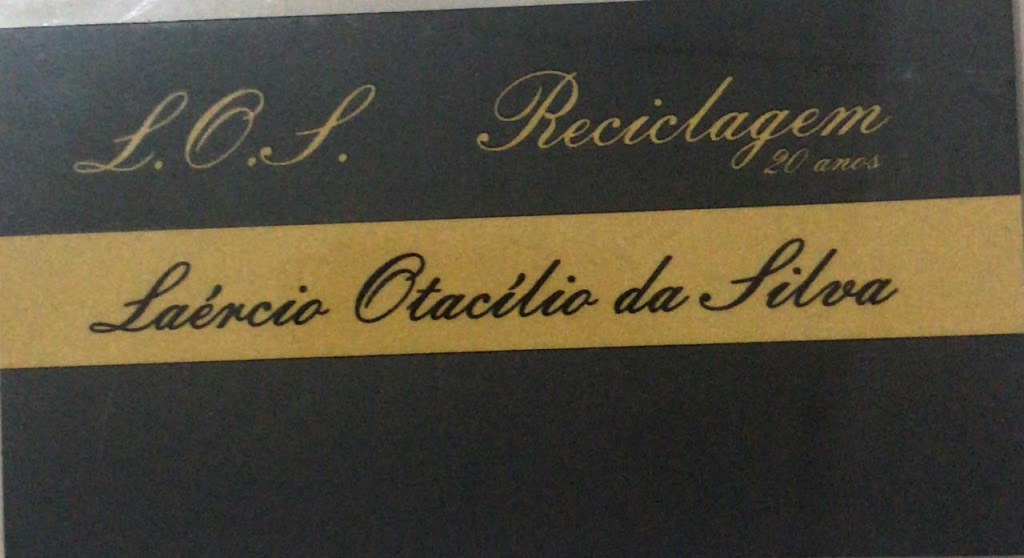 L.O.S. Reciclagem
20 anos
Laércio Otacílio da Silva